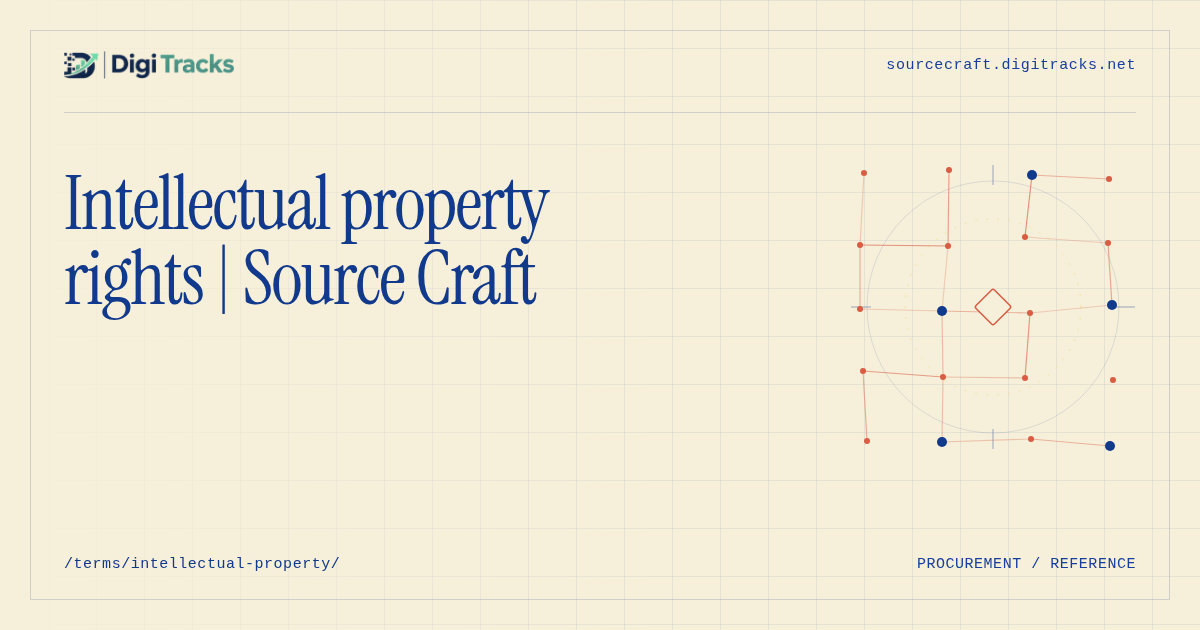 Digi Tracks
sourcecraft.digitracks.net
Intellectual property
rights | Source Craft
/terms/intellectual-property/
PROCUREMENT / REFERENCE